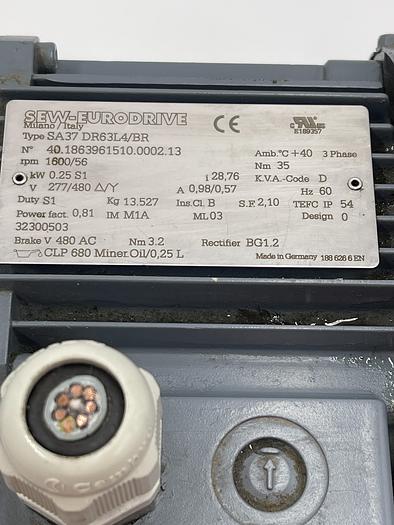 SEW-EURODRIVE
Milano/Italy
CE
E189357
Type SA37 DR63L4/BR
N° 40.1863961510.0002.13
Amb.°C +40 3 Phase
rpm 1600/56
Nm 35
kW 0.25 S1 i 28,76 K.V.A.-Code D
V 277/480 △/Y A 0,98/0,57 Hz 60
Duty S1 Kg 13.527 Ins.Cl. B S.F. 2,10 TEFC IP 54
Power fact. 0,81 IM M1A ML 03 Design 0
32300503
Brake V 480 AC Nm 3.2 Rectifier BG1.2
CLP 680 Miner.Oil/0,25 L Made in Germany 188 626 6 EN